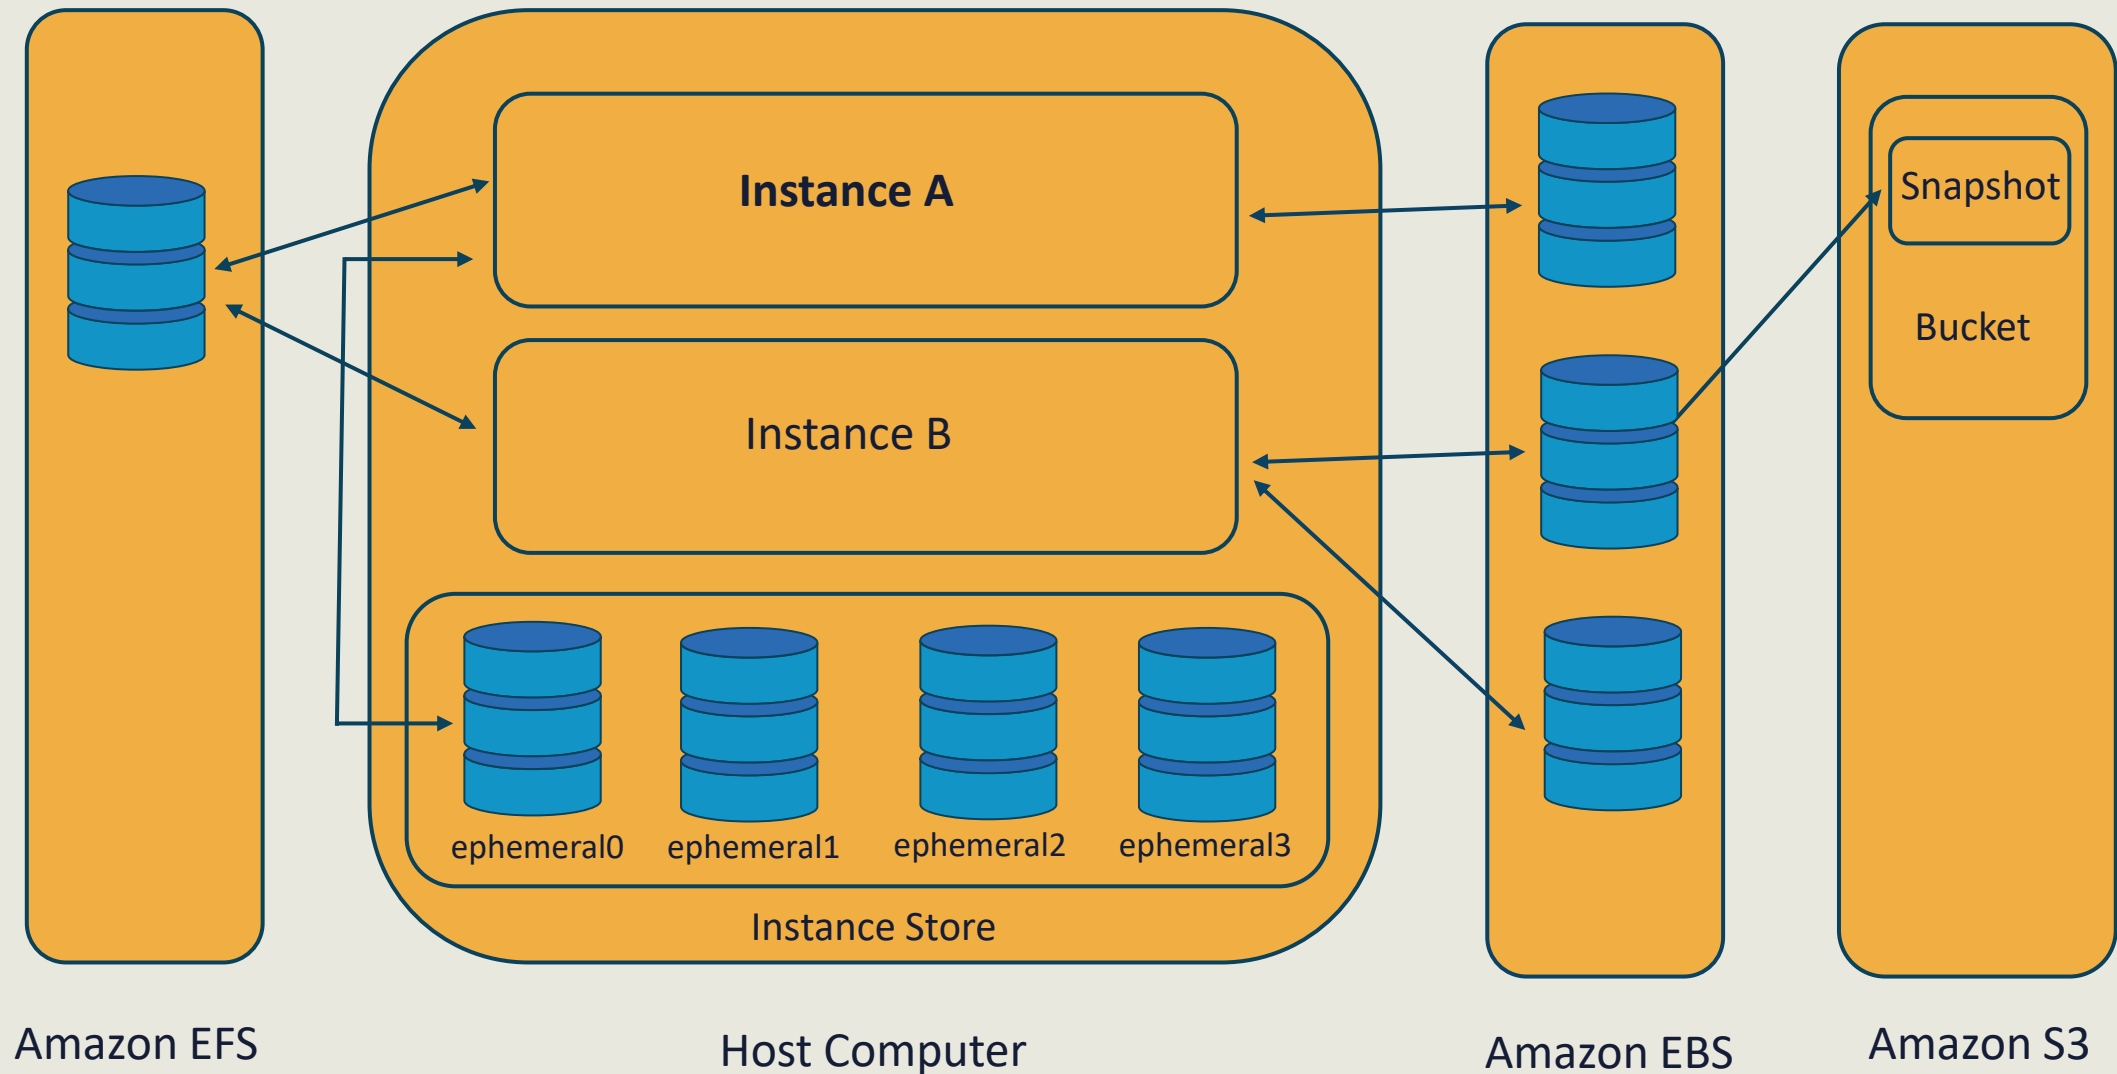 Instance A
Instance B
ephemeral0
ephemeral1
ephemeral2
ephemeral3
Instance Store
Snapshot
Bucket
Amazon EFS
Host Computer
Amazon EBS
Amazon S3